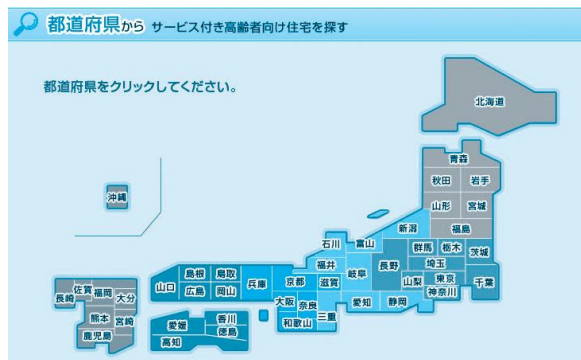 都道府県から サービス付き高齢者向け住宅を探す
都道府県をクリックしてください。
北海道
青森
秋田 岩手
山形 宮城
福島
沖縄
新潟
石川 富山
群馬 栃木
茨城
福井
岐阜
長野
埼玉
島根 鳥取
兵庫
京都 滋賀
山梨 東京
千葉
山口
広島 岡山
神奈川
大阪 奈良
愛知 静岡
和歌山 三重
佐賀 福岡
長崎
大分
熊本
宮崎
鹿児島
愛媛
香川
徳島
高知